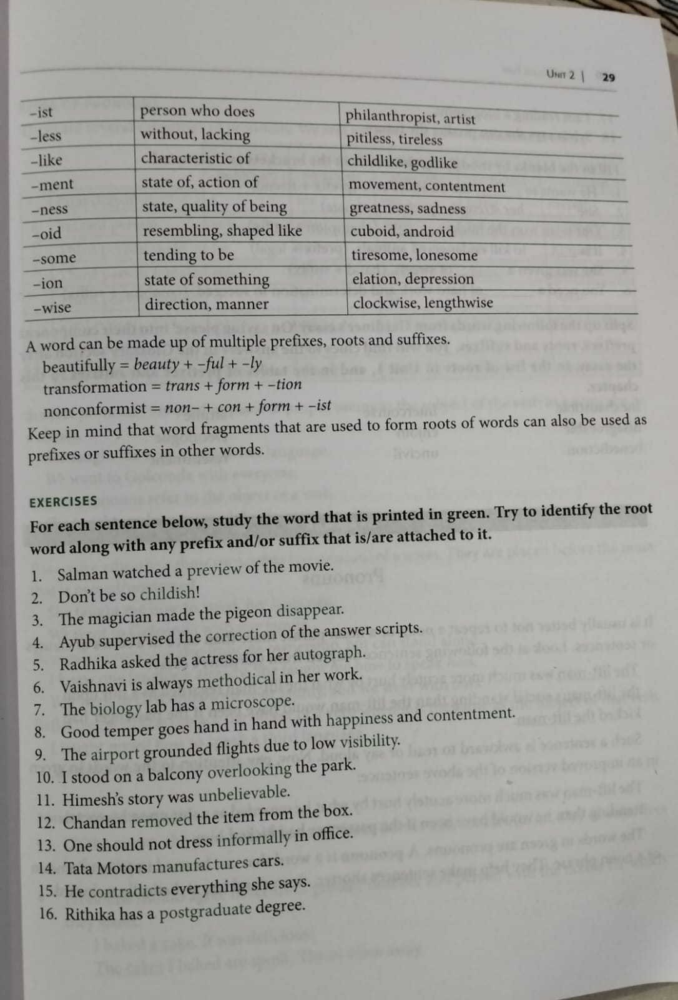 UNIT 2 | 29
–ist person who does philanthropist, artist
–less without, lacking pitiless, tireless
–like characteristic of childlike, godlike
–ment state of, action of movement, contentment
–ness state, quality of being greatness, sadness
–oid resembling, shaped like cuboid, android
–some tending to be tiresome, lonesome
–ion state of something elation, depression
–wise direction, manner clockwise, lengthwise
A word can be made up of multiple prefixes, roots and suffixes.
beautifully = beauty + –ful + –ly
transformation = trans + form + –tion
nonconformist = non– + con + form + –ist
Keep in mind that word fragments that are used to form roots of words can also be used as
prefixes or suffixes in other words.
EXERCISES
For each sentence below, study the word that is printed in green. Try to identify the root
word along with any prefix and/or suffix that is/are attached to it.
1. Salman watched a preview of the movie.
2. Don't be so childish!
3. The magician made the pigeon disappear.
4. Ayub supervised the correction of the answer scripts.
5. Radhika asked the actress for her autograph.
6. Vaishnavi is always methodical in her work.
7. The biology lab has a microscope.
8. Good temper goes hand in hand with happiness and contentment.
9. The airport grounded flights due to low visibility.
10. I stood on a balcony overlooking the park.
11. Himesh's story was unbelievable.
12. Chandan removed the item from the box.
13. One should not dress informally in office.
14. Tata Motors manufactures cars.
15. He contradicts everything she says.
16. Rithika has a postgraduate degree.